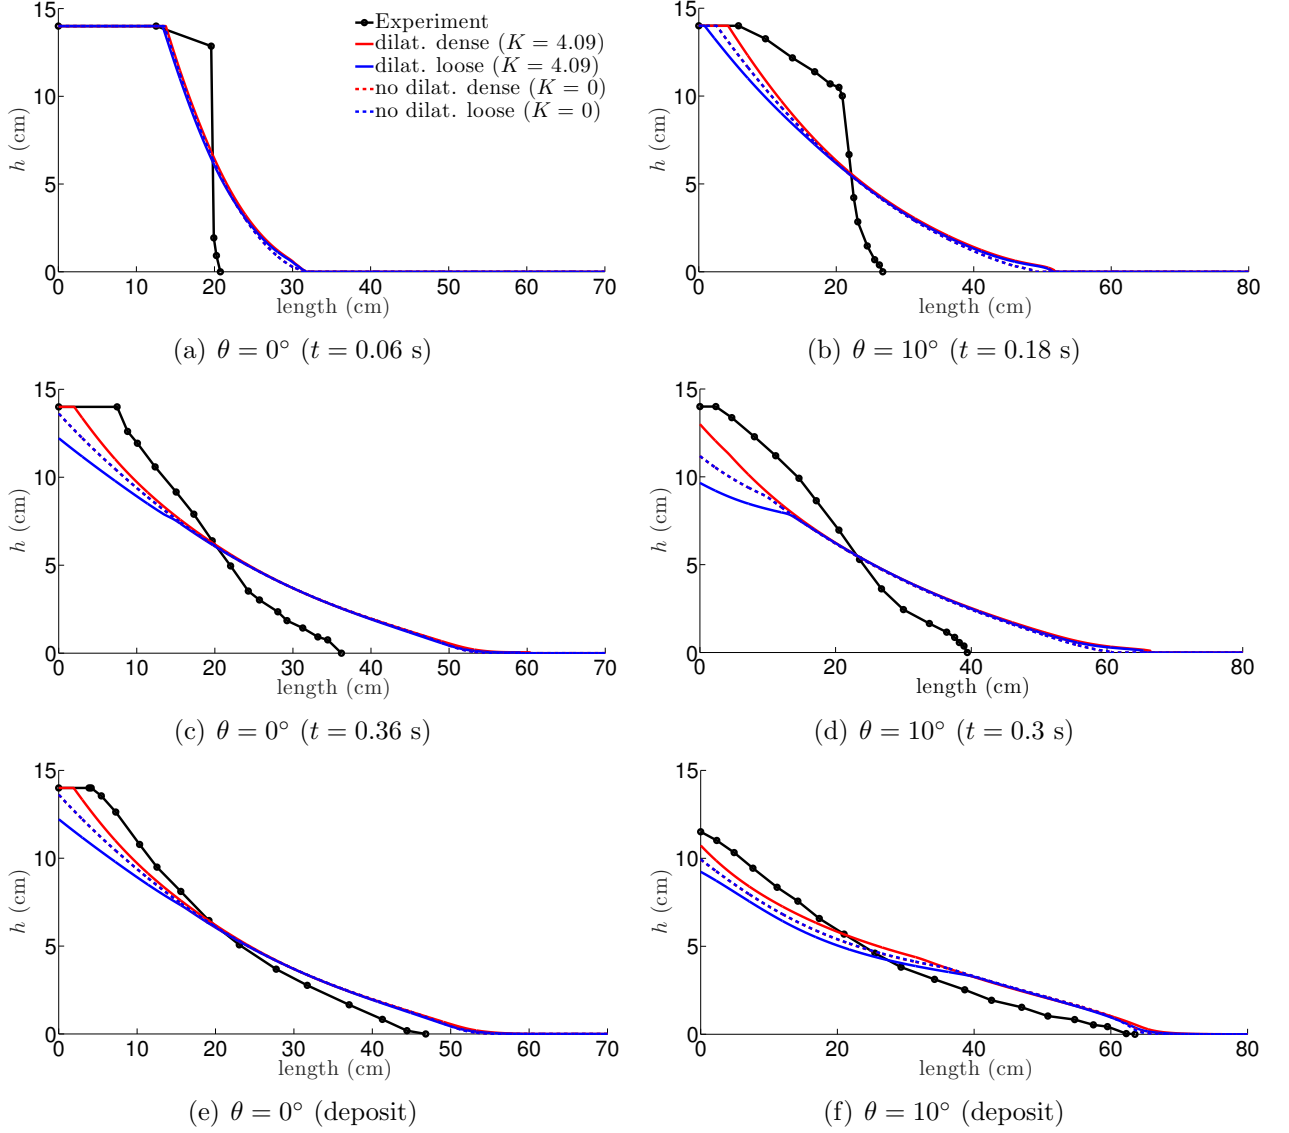 15
10
5
0
h (cm)
0 10 20 30 40 50 60 70
length (cm)
Experiment
dilat. dense (K = 4.09)
dilat. loose (K = 4.09)
no dilat. dense (K = 0)
no dilat. loose (K = 0)
(a) θ = 0° (t = 0.06 s)
15
10
5
0
h (cm)
0 20 40 60 80
length (cm)
(b) θ = 10° (t = 0.18 s)
15
10
5
0
h (cm)
0 10 20 30 40 50 60 70
length (cm)
(c) θ = 0° (t = 0.36 s)
15
10
5
0
h (cm)
0 20 40 60 80
length (cm)
(d) θ = 10° (t = 0.3 s)
15
10
5
0
h (cm)
0 10 20 30 40 50 60 70
length (cm)
(e) θ = 0° (deposit)
15
10
5
0
h (cm)
0 20 40 60 80
length (cm)
(f) θ = 10° (deposit)